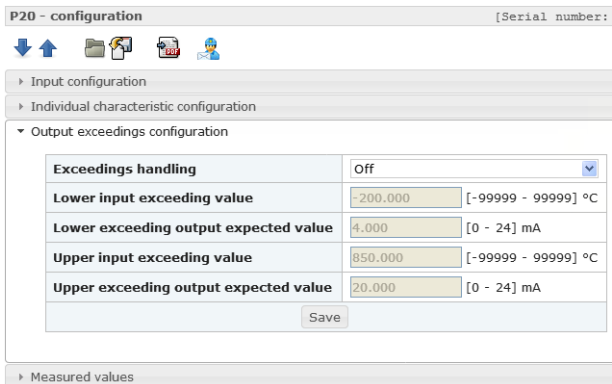 P20 - configuration [Serial number:
PDF
Input configuration
Individual characteristic configuration
Output exceedings configuration
Exceedings handling Off
Lower input exceeding value -200.000 [-99999 - 99999] °C
Lower exceeding output expected value 4.000 [0 - 24] mA
Upper input exceeding value 850.000 [-99999 - 99999] °C
Upper exceeding output expected value 20.000 [0 - 24] mA
Save
Measured values